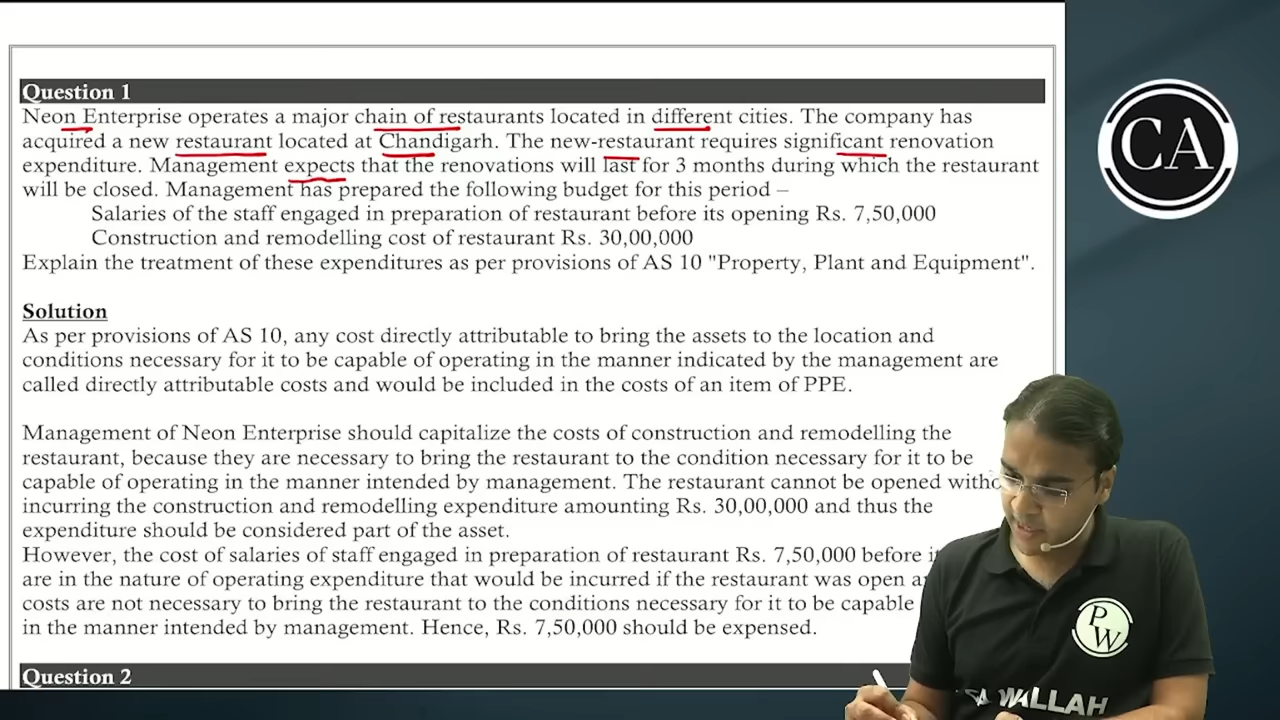 Question 1
Neon Enterprise operates a major chain of restaurants located in different cities. The company has
acquired a new restaurant located at Chandigarh. The new-restaurant requires significant renovation
expenditure. Management expects that the renovations will last for 3 months during which the restaurant
will be closed. Management has prepared the following budget for this period –
Salaries of the staff engaged in preparation of restaurant before its opening Rs. 7,50,000
Construction and remodelling cost of restaurant Rs. 30,00,000
Explain the treatment of these expenditures as per provisions of AS 10 "Property, Plant and Equipment".
Solution
As per provisions of AS 10, any cost directly attributable to bring the assets to the location and
conditions necessary for it to be capable of operating in the manner indicated by the management are
called directly attributable costs and would be included in the costs of an item of PPE.
Management of Neon Enterprise should capitalize the costs of construction and remodelling the
restaurant, because they are necessary to bring the restaurant to the condition necessary for it to be
capable of operating in the manner intended by management. The restaurant cannot be opened
incurring the construction and remodelling expenditure amounting Rs. 30,00,000 and thus the
expenditure should be considered part of the asset.
However, the cost of salaries of staff engaged in preparation of restaurant Rs. 7,50,000 before
are in the nature of operating expenditure that would be incurred if the restaurant was open
costs are not necessary to bring the restaurant to the conditions necessary for it to be capable
in the manner intended by management. Hence, Rs. 7,50,000 should be expensed.
Question 2
CA
PW
WALLAH